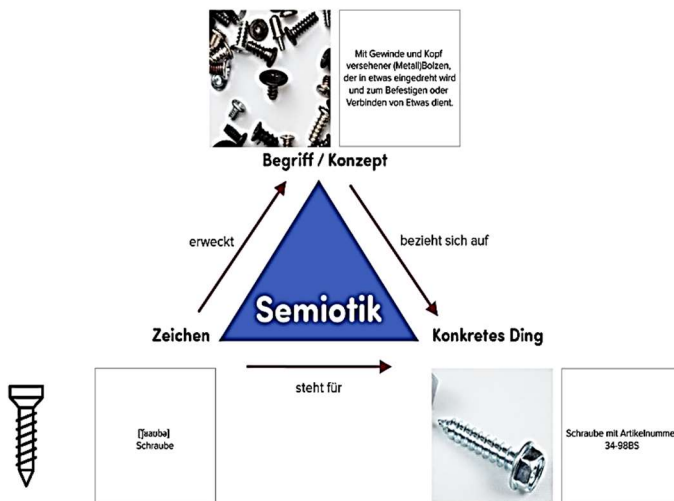 Mit Gewinde und Kopf
versehener (Metall)Bolzen,
der in etwas eingedreht wird
und zum Befestigen oder
Verbinden von Etwas dient.
Begriff / Konzept
erweckt
bezieht sich auf
Semiotik
Zeichen
Konkretes Ding
steht für
Schraube
Schraube mit Artikelnumme
34-98BS